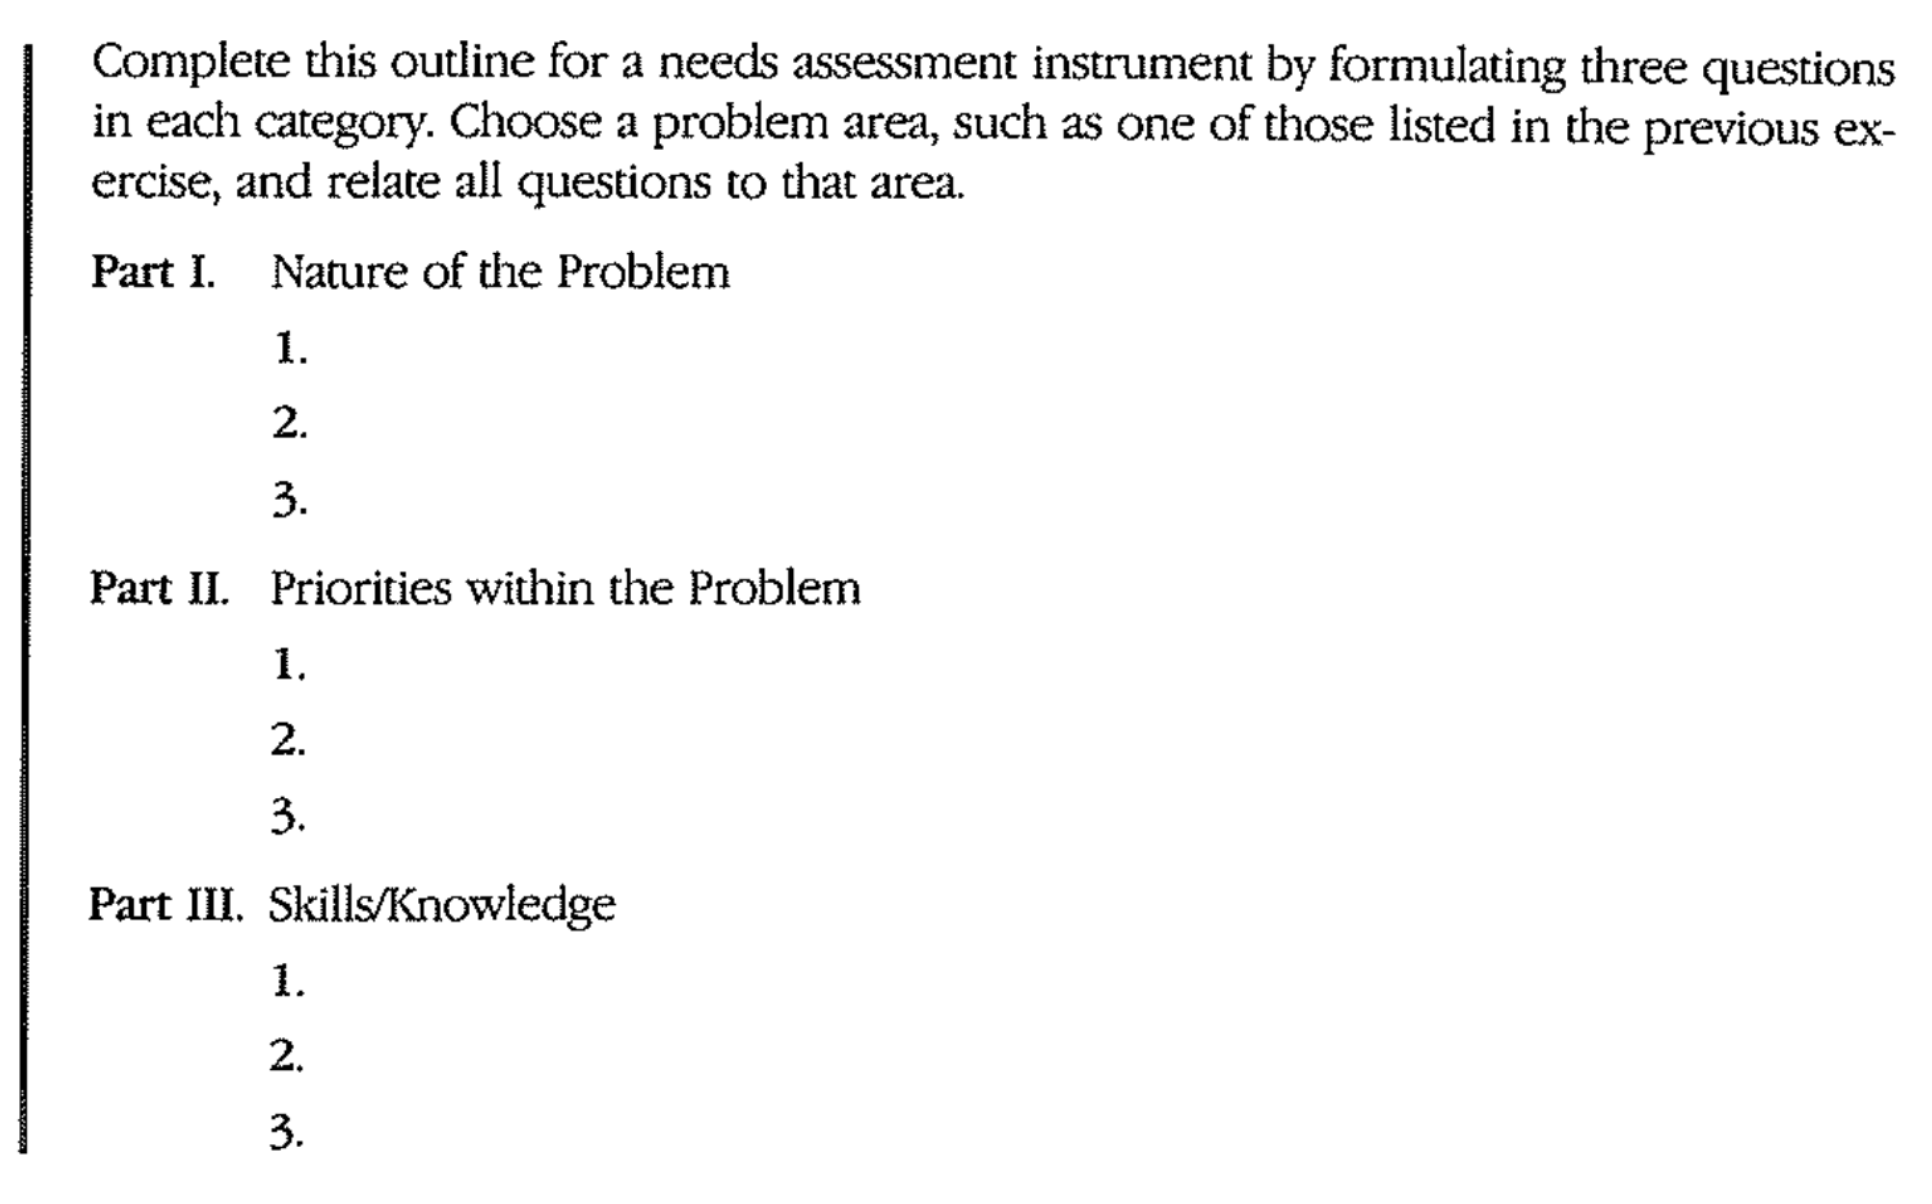 Complete this outline for a needs assessment instrument by formulating three questions
in each category. Choose a problem area, such as one of those listed in the previous ex-
ercise, and relate all questions to that area.
Part I. Nature of the Problem
1.
2.
3.
Part II. Priorities within the Problem
1.
2.
3.
Part III. Skills/Knowledge
1.
2.
3.